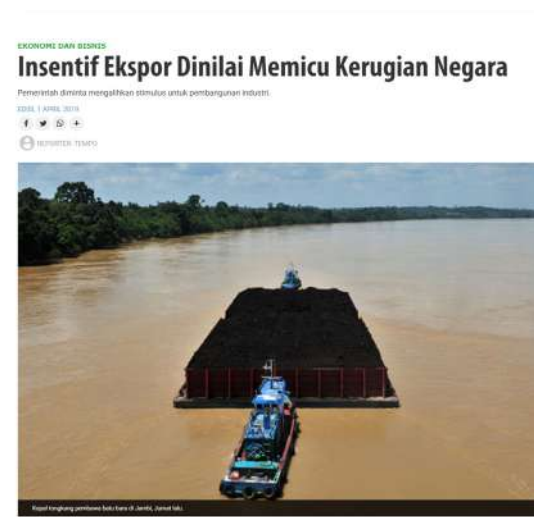 EKONOMI DAN BISNIS
Insentif Ekspor Dinilai Memicu Kerugian Negara
Pemerintah diminta mengalihkan stimulus untuk pembangunan industri.
EDISI, 1 APRIL 2019
REPORTER TEMPO
Kapal tongkang pembawa batu bara di Jambi, Jumat lalu.